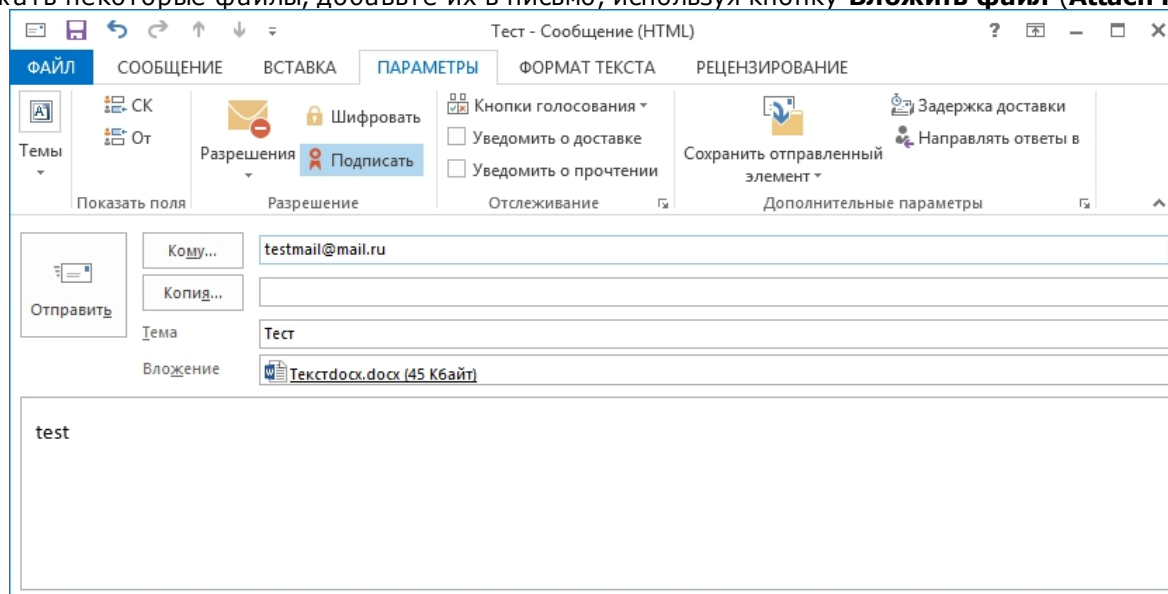 некоторые файлы, добавьте их в письмо, используя кнопку Вложить файл (Attach
Тест - Сообщение (HTML)
?
ФАЙЛ СООБЩЕНИЕ ВСТАВКА ПАРАМЕТРЫ ФОРМАТ ТЕКСТА РЕЦЕНЗИРОВАНИЕ
Темы
СК
От
Показать поля
Разрешения
Шифровать
Подписать
Разрешение
Кнопки голосования
Уведомить о доставке
Уведомить о прочтении
Отслеживание
Сохранить отправленный
элемент
Задержка доставки
Направлять ответы в
Дополнительные параметры
Отправить
Кому... testmail@mail.ru
Копия...
Тема Тест
Вложение Текстdocx.docx (45 Кбайт)
test